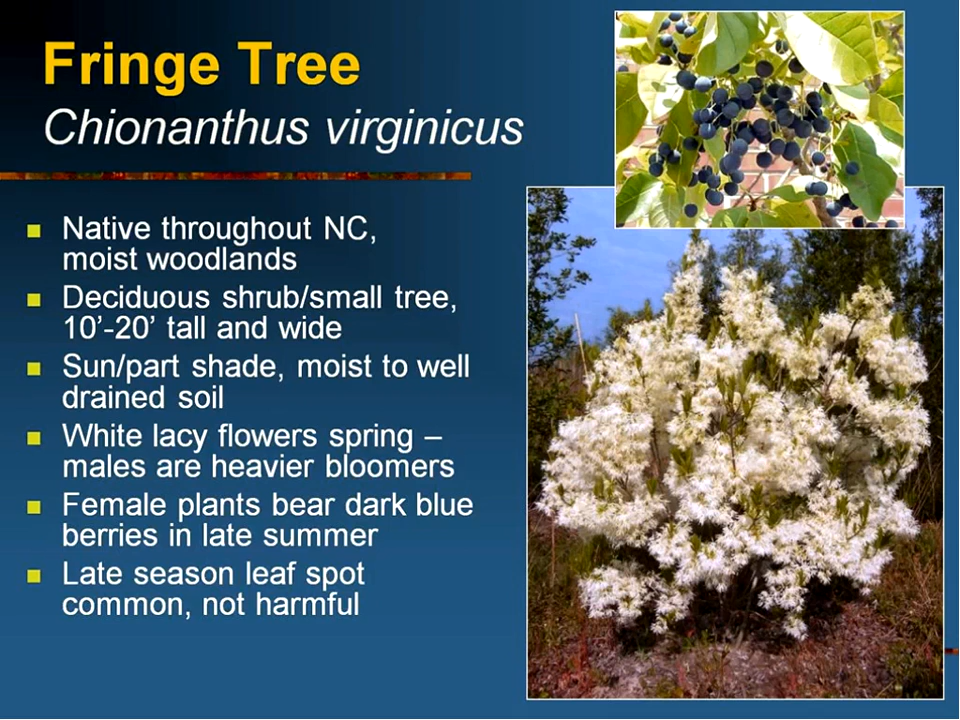 Fringe Tree
Chionanthus virginicus
Native throughout NC,
moist woodlands
Deciduous shrub/small tree,
10’-20’ tall and wide
Sun/part shade, moist to well
drained soil
White lacy flowers spring –
males are heavier bloomers
Female plants bear dark blue
berries in late summer
Late season leaf spot
common, not harmful